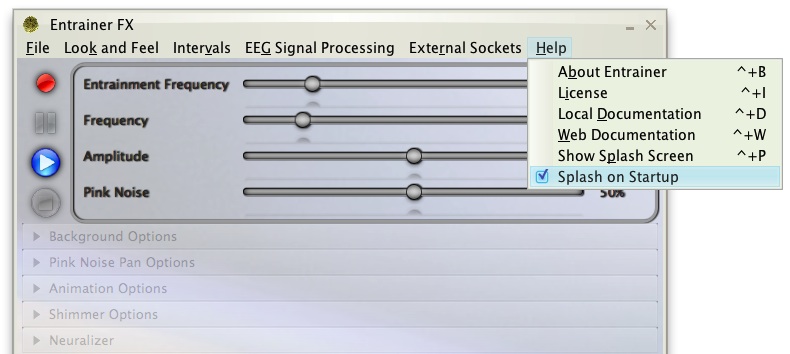 Entrainer FX
File Look and Feel Intervals EEG Signal Processing External Sockets Help
About Entrainer ^+B
License ^+I
Local Documentation ^+D
Web Documentation ^+W
Show Splash Screen ^+P
Splash on Startup
Entrainment Frequency
Frequency
Amplitude
Pink Noise 50%
Background Options
Pink Noise Pan Options
Animation Options
Shimmer Options
Neuralizer